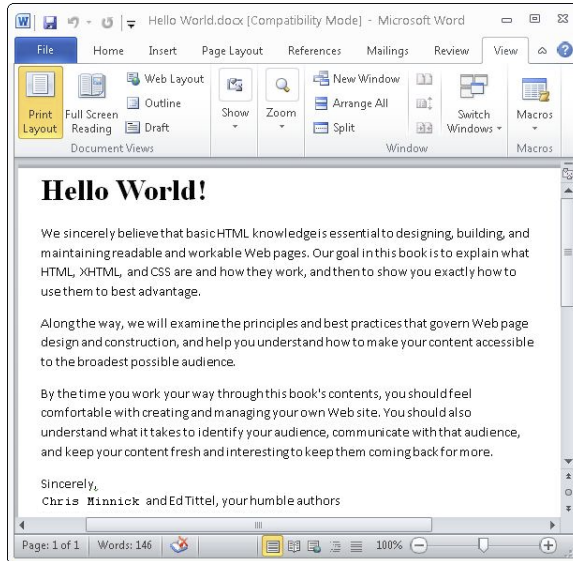 Hello World.docx [Compatibility Mode] - Microsoft Word
File Home Insert Page Layout References Mailings Review View
Print Layout
Full Screen Reading
Web Layout
Outline
Draft
Document Views
Show
Zoom
New Window
Arrange All
Split
Switch Windows
Window
Macros
Macros
Hello World!
We sincerely believe that basic HTML knowledge is essential to designing, building, and
maintaining readable and workable Web pages. Our goal in this book is to explain what
HTML, XHTML, and CSS are and how they work, and then to show you exactly how to
use them to best advantage.
Along the way, we will examine the principles and best practices that govern Web page
design and construction, and help you understand how to make your content accessible
to the broadest possible audience.
By the time you work your way through this book's contents, you should feel
comfortable with creating and managing your own Web site. You should also
understand what it takes to identify your audience, communicate with that audience,
and keep your content fresh and interesting to keep them coming back for more.
Sincerely,
Chris Minnick and Ed Tittel, your humble authors
Page: 1 of 1 Words: 146 100%